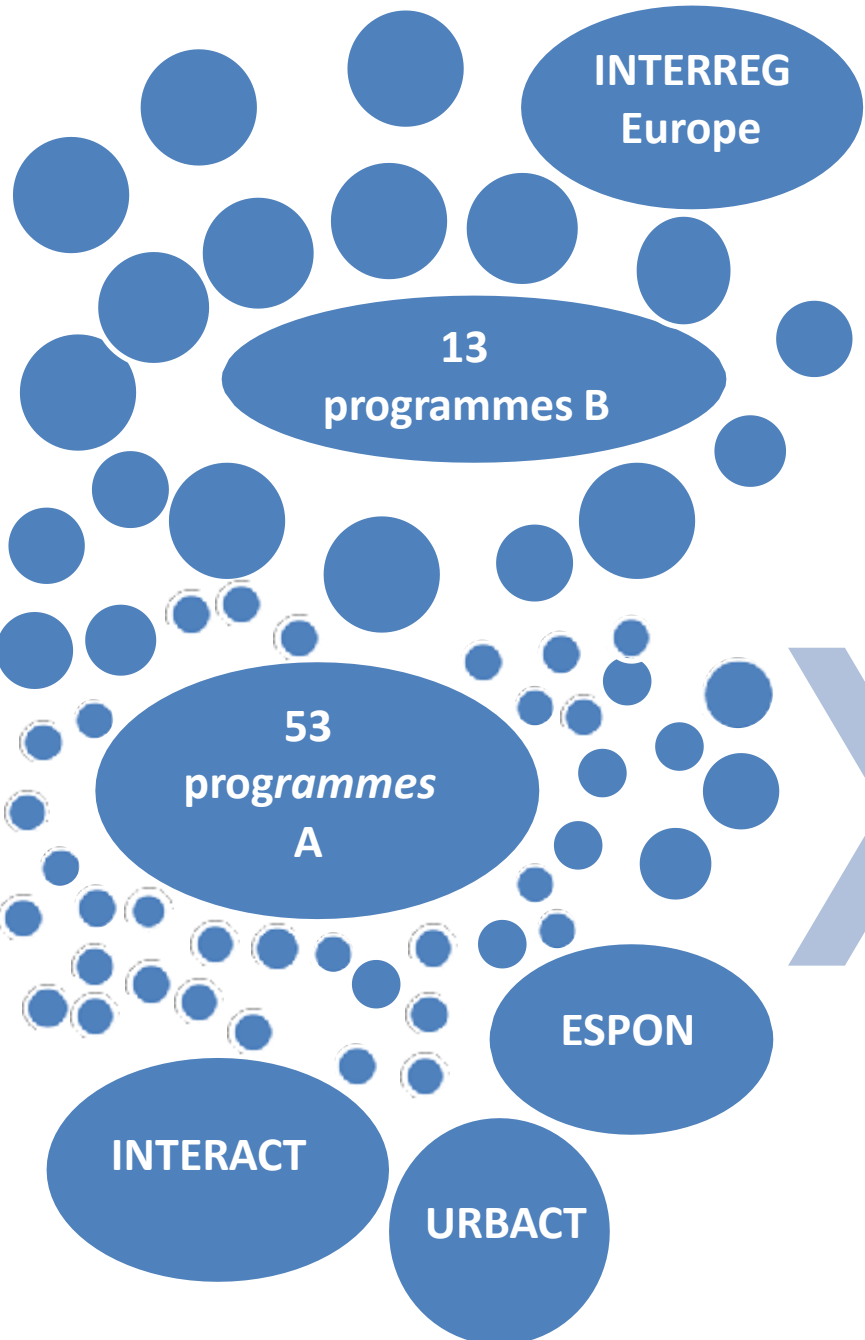 INTERREG
Europe
13
programmes B
53
programmes
A
ESPON
INTERACT
URBACT